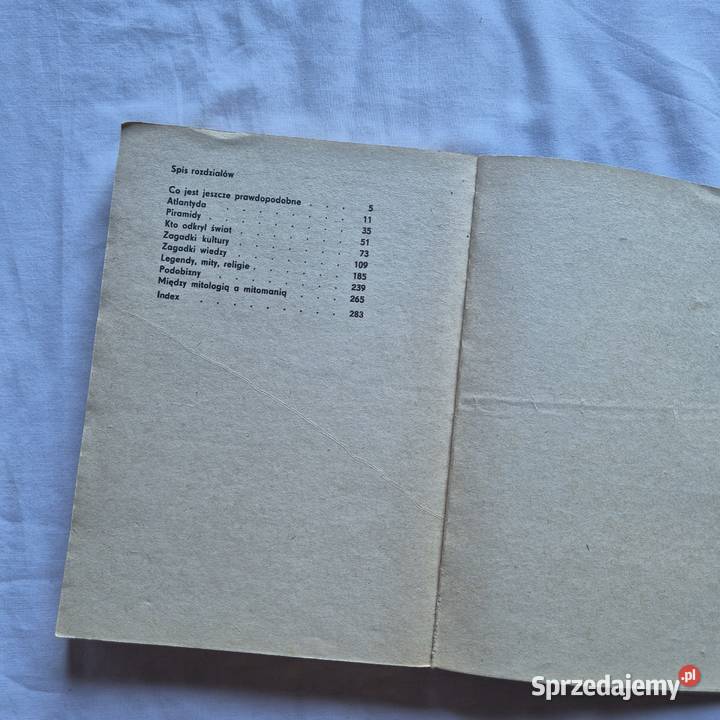 Spis rozdziałów
Co jest jeszcze prawdopodobne . . . . 5
Atlantyda . . . . . . . . . 11
Piramidy . . . . . . . . . 35
Kto odkrył świat . . . . . . . 51
Zagadki kultury . . . . . . . 73
Zagadki wiedzy . . . . . . . 109
Legendy, mity, religie . . . . . . 185
Podobizny . . . . . . . . . 239
Między mitologią a mitomanią . . . . 265
Index . . . . . . . . . 283
Sprzedajemy.pl